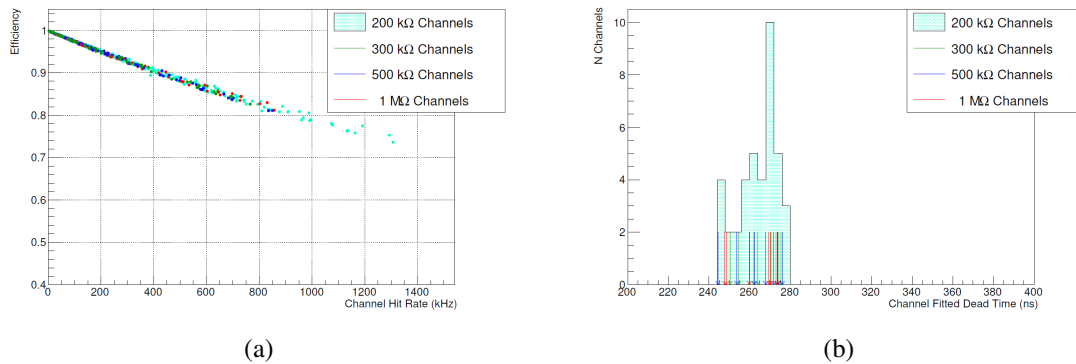 Efficiency
1
0.9
0.8
0.7
0.6
0.5
0.4
0
200
400
600
800
1000
1200
1400
Channel Hit Rate (kHz)
200 kΩ Channels
300 kΩ Channels
500 kΩ Channels
1 MΩ Channels
(a)
N Channels
10
8
6
4
2
0
200
220
240
260
280
300
320
340
360
380
400
Channel Fitted Dead Time (ns)
200 kΩ Channels
300 kΩ Channels
500 kΩ Channels
1 MΩ Channels
(b)